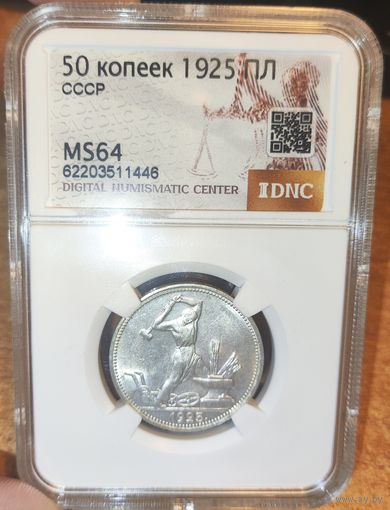 50 копеек 1925 ПЛ
СССР
MS64
62203511446
DIGITAL NUMISMATIC CENTER
DNC
1925